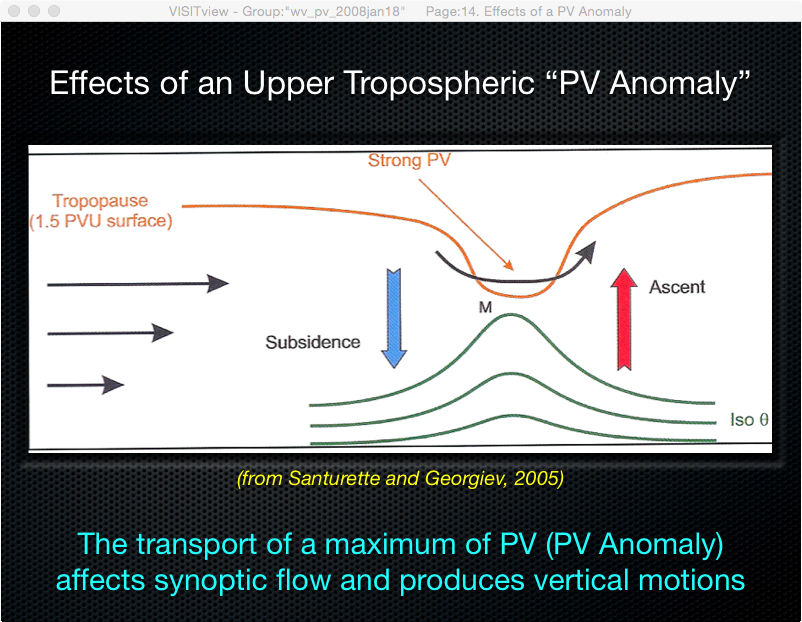 VISITview - Group:"wv_pv_2008jan18" Page:14. Effects of a PV Anomaly
Effects of an Upper Tropospheric “PV Anomaly”
Strong PV
Tropopause
(1.5 PVU surface)
Ascent
M
Subsidence
Iso θ
(from Santurette and Georgiev, 2005)
The transport of a maximum of PV (PV Anomaly)
affects synoptic flow and produces vertical motions